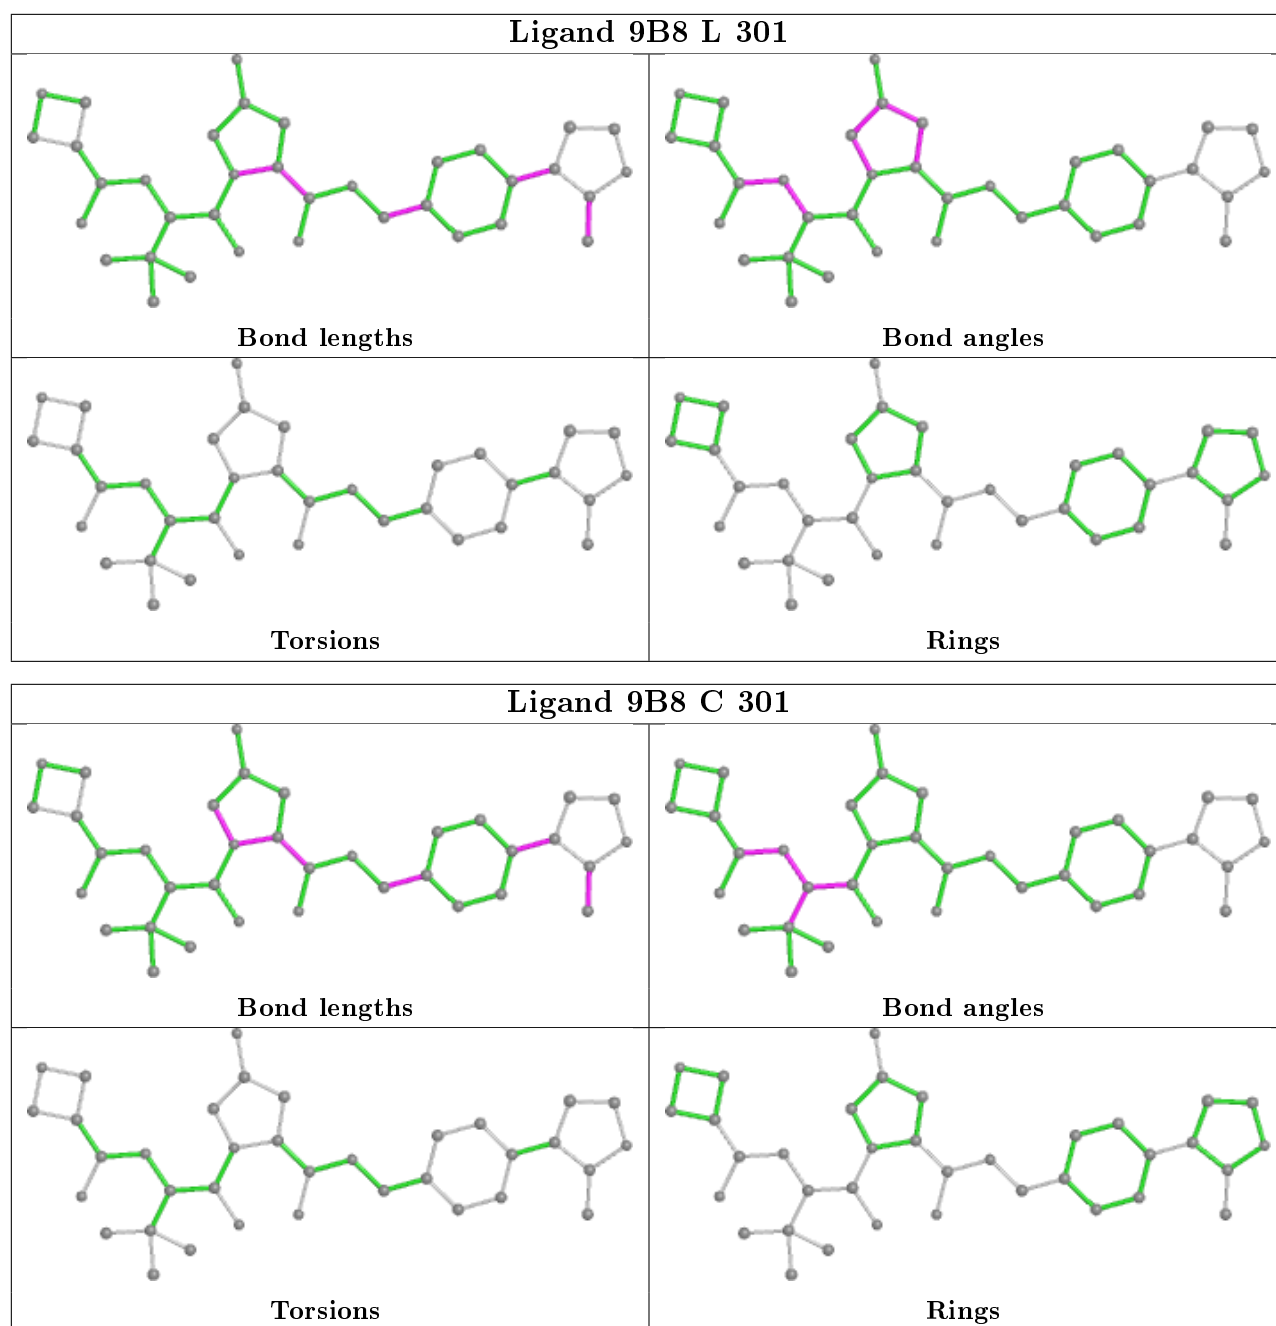 Ligand 9B8 L 301
Bond lengths
Bond angles
Torsions
Rings
Ligand 9B8 C 301
Bond lengths
Bond angles
Torsions
Rings